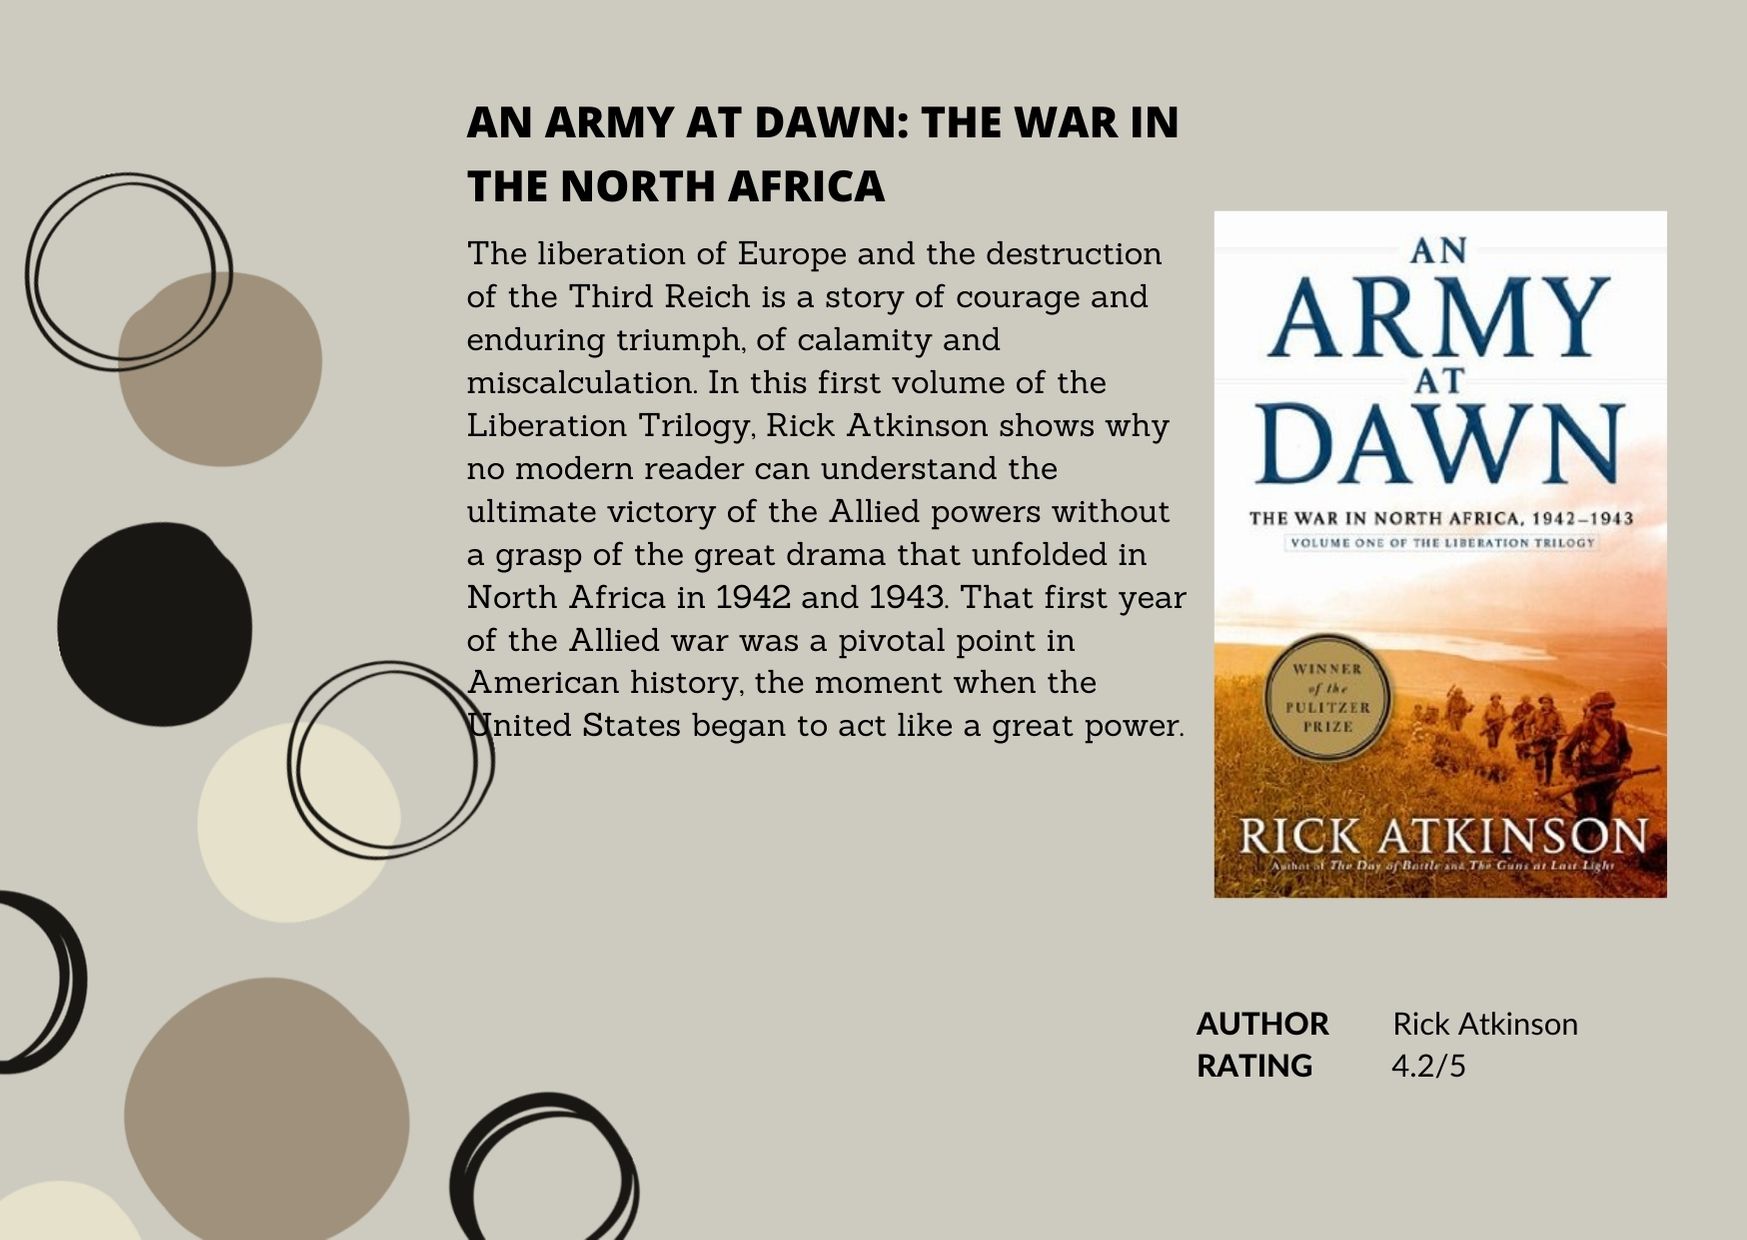 AN ARMY AT DAWN: THE WAR IN
THE NORTH AFRICA
The liberation of Europe and the destruction
of the Third Reich is a story of courage and
enduring triumph, of calamity and
miscalculation. In this first volume of the
Liberation Trilogy, Rick Atkinson shows why
no modern reader can understand the
ultimate victory of the Allied powers without
a grasp of the great drama that unfolded in
North Africa in 1942 and 1943. That first year
of the Allied war was a pivotal point in
American history, the moment when the
United States began to act like a great power.
AN
ARMY
AT
DAWN
THE WAR IN NORTH AFRICA, 1942–1943
VOLUME ONE OF THE LIBERATION TRILOGY
WINNER
of the
PULITZER
PRIZE
RICK ATKINSON
Author of The Day of Battle and The Guns at Last Light
AUTHOR Rick Atkinson
RATING 4.2/5